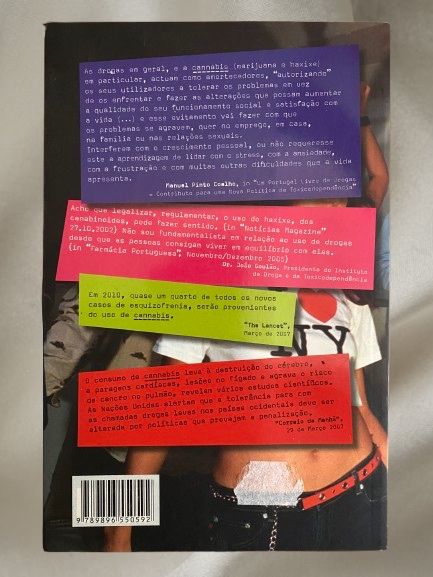 As drogas em geral, e a cannabis (marijuana e haxixe)
em particular, actuam como amortecedores, "autorizando"
os seus utilizadores a tolerar os problemas em vez
de os enfrentar e fazer as alterações que possam aumentar
a qualidade do seu funcionamento social e satisfação com
a vida (...) e esse evitamento vai fazer com que
os problemas se agravem, quer no emprego, em casa,
na família ou nas relações sexuais.
Interferem com o crescimento pessoal, ou não requeresse
este a aprendizagem de lidar com o stress, com a ansiedade,
com a frustração e com muitas outras dificuldades que a vida
apresenta.
Manuel Pinto Coelho, in "Um Portugal Livre de drogas
- Contributo para uma Nova Política de Toxicodependência"
Acho que legalizar, regulamentar, o uso do haxixe, dos
canabinóides, pode fazer sentido. (in "Notícias Magazine"
27.10.2002) Não sou fundamentalista em relação ao uso de drogas
desde que as pessoas consigam viver em equilíbrio com elas.
(in "Farmácia Portuguesa", Novembro/Dezembro 2005)
Dr. João Goulão, Presidente do Instituto
da Droga e da Toxicodependência
Em 2010, quase um quarto de todos os novos
casos de esquizofrenia, serão provenientes
do uso de cannabis.
"The Lancet",
Março de 2007
O consumo de cannabis leva à destruição do cérebro,
a paragens cardíacas, lesões no fígado e agrava o risco
de cancro no pulmão, revelam vários estudos científicos.
As Nações Unidas alertam que a tolerância para com
as chamadas drogas leves nos países ocidentais deve ser
alterada por políticas que prevejam a penalização.
"Correio da Manhã",
29 de Março 2007
NY
9 789896 550592